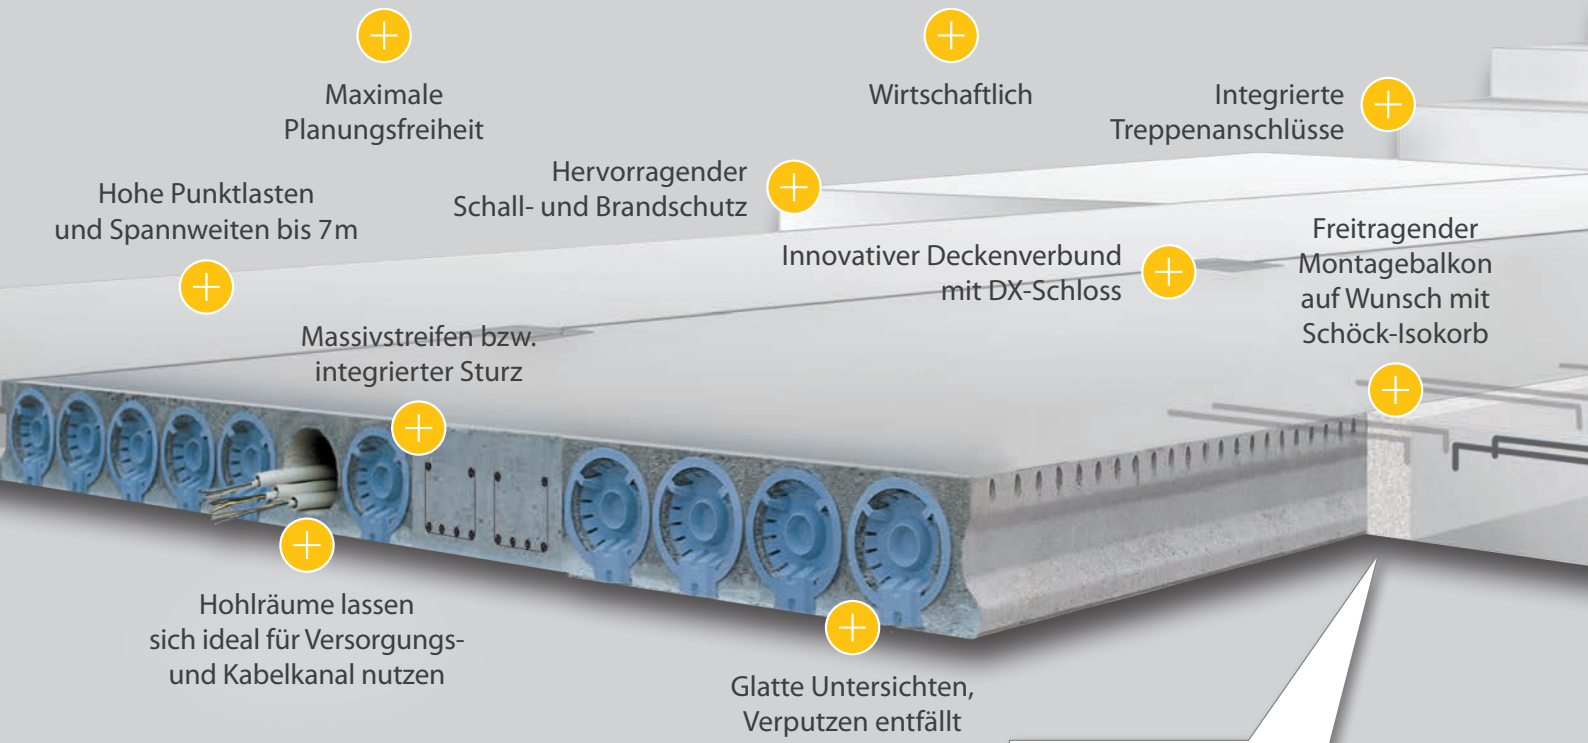 Maximale
Planungsfreiheit
Wirtschaftlich
Integrierte
Treppenanschlüsse
Hervorragender
Schall- und Brandschutz
Hohe Punktlasten
und Spannweiten bis 7 m
Innovativer Deckenverbund
mit DX-Schloss
Freitragender
Montagebalkon
auf Wunsch mit
Schöck-Isokorb
Massivstreifen bzw.
integrierter Sturz
Hohlräume lassen
sich ideal für Versorgungs-
und Kabelkanal nutzen
Glatte Untersichten,
Verputzen entfällt